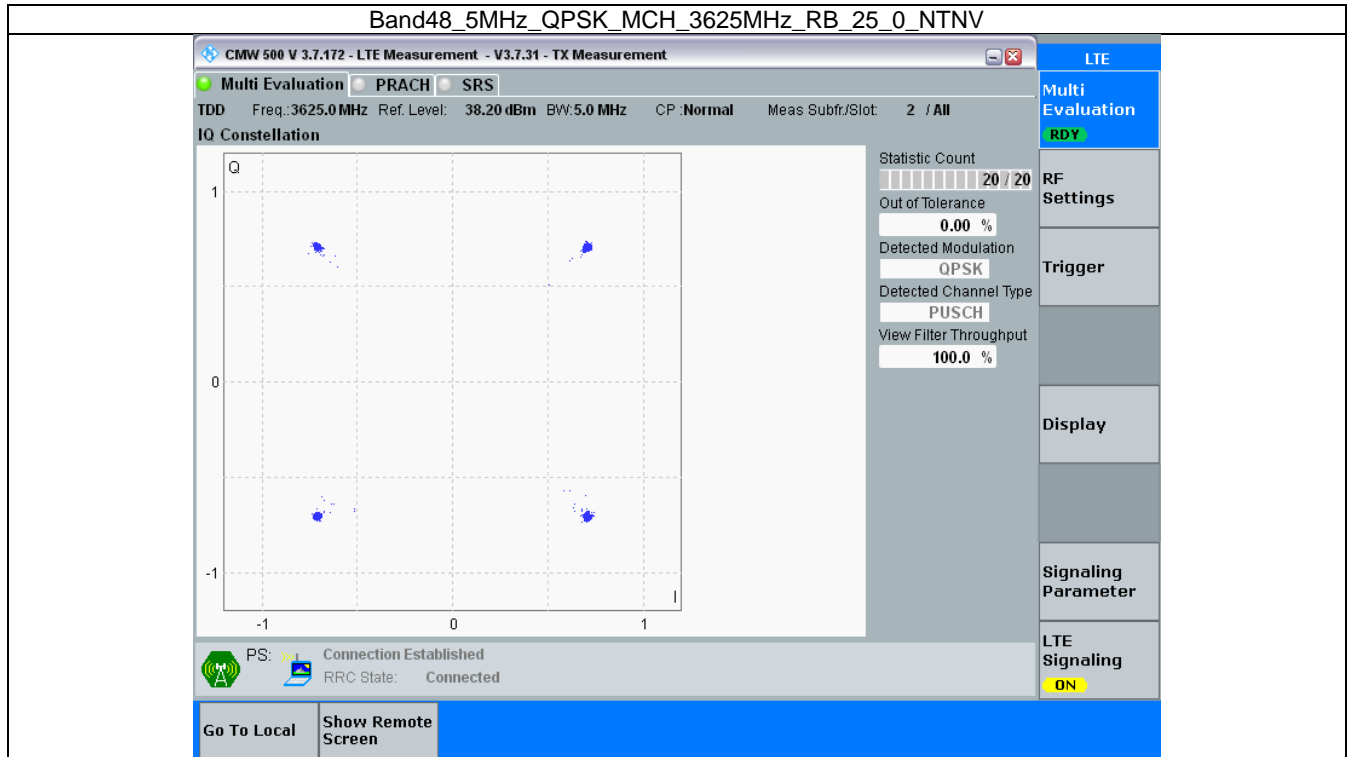 Band48_5MHz_QPSK_MCH_3625MHz_RB_25_0_NTNV
CMW 500 V 3.7.172 - LTE Measurement - V3.7.31 - TX Measurement
LTE
Multi Evaluation PRACH SRS
TDD Freq.:3625.0 MHz Ref. Level: 38.20 dBm BW:5.0 MHz CP :Normal Meas Subfr./Slot: 2 / All
IQ Constellation
Q
1
0
-1
I
-1 0 1
Statistic Count
20 / 20
Out of Tolerance
0.00 %
Detected Modulation
QPSK
Detected Channel Type
PUSCH
View Filter Throughput
100.0 %
Multi
Evaluation
RDY
RF
Settings
Trigger
Display
Signaling
Parameter
LTE
Signaling
ON
PS: Connection Established
RRC State: Connected
Go To Local
Show Remote
Screen